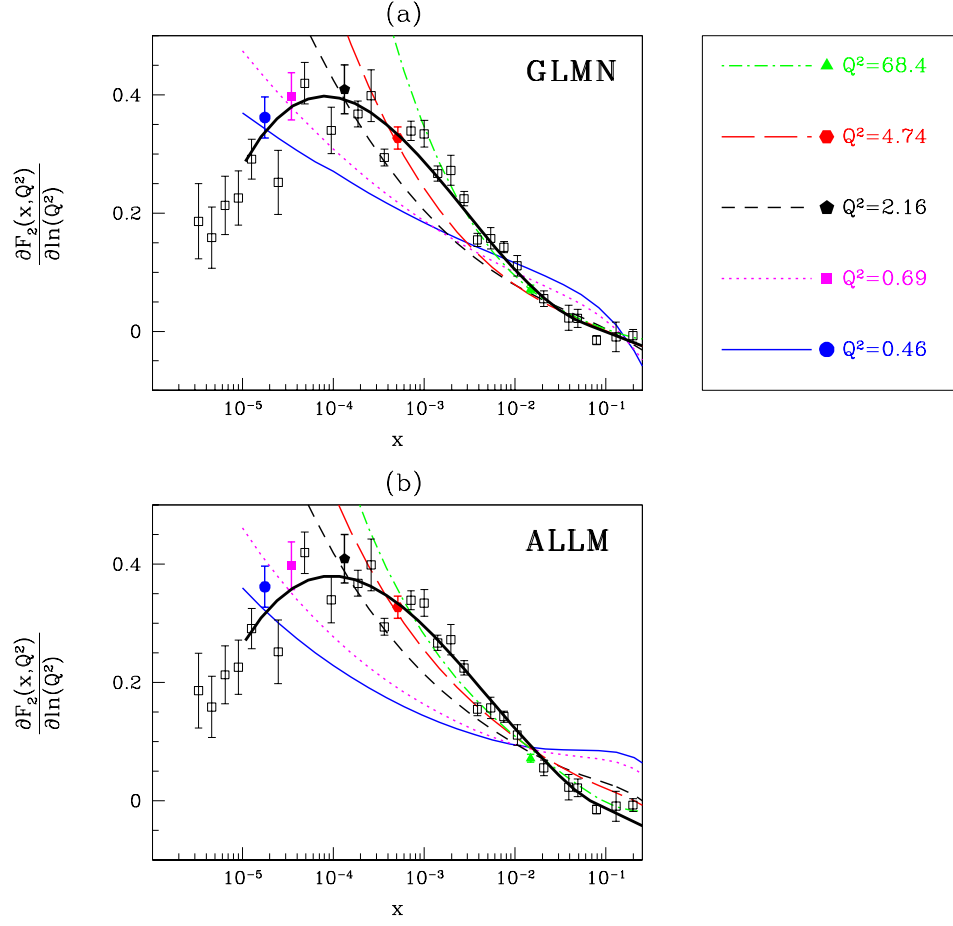 (a)
GLMN
0.4
0.2
0
∂F₂(x,Q²)
∂ln(Q²)
10⁻⁵ 10⁻⁴ 10⁻³ 10⁻² 10⁻¹
x
Q²=68.4
Q²=4.74
Q²=2.16
Q²=0.69
Q²=0.46
(b)
ALLM
0.4
0.2
0
∂F₂(x,Q²)
∂ln(Q²)
10⁻⁵ 10⁻⁴ 10⁻³ 10⁻² 10⁻¹
x